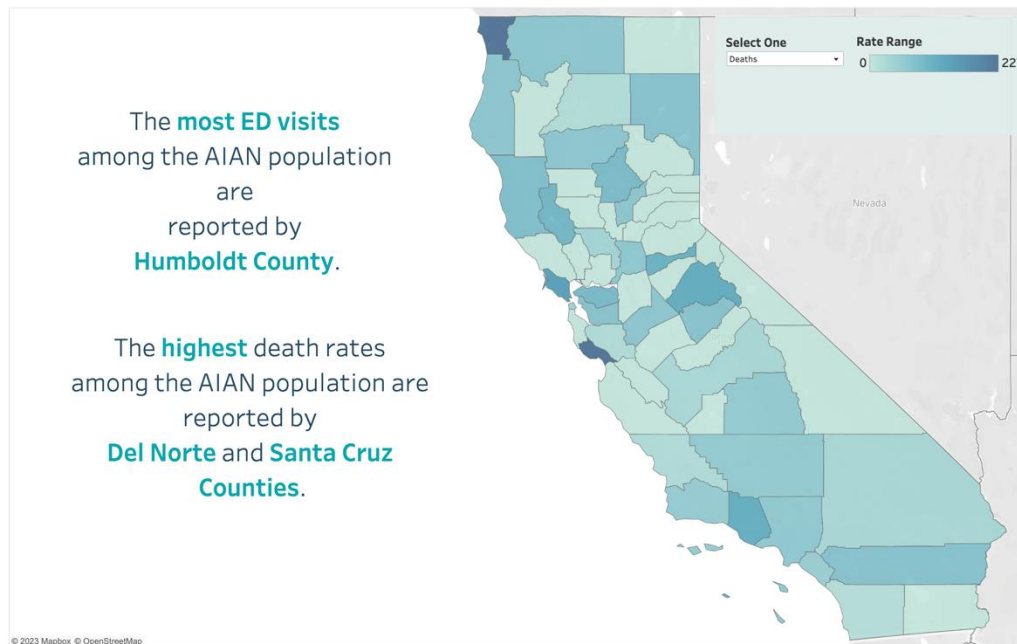 The most ED visits
among the AIAN population
are
reported by
Humboldt County.
The highest death rates
among the AIAN population are
reported by
Del Norte and Santa Cruz
Counties.
Select One
Deaths
Rate Range
0
Nevada
© 2023 Mapbox © OpenStreetMap